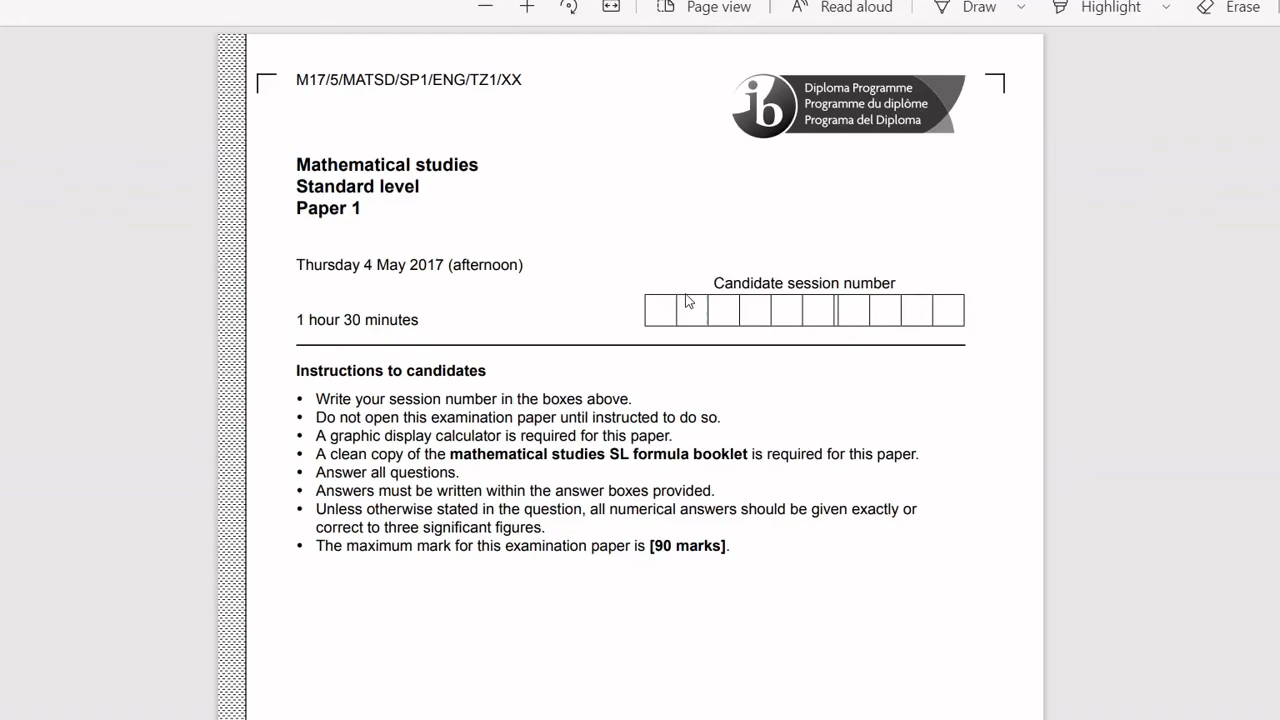 Page view
Read aloud
Draw
Highlight
Erase
M17/5/MATSD/SP1/ENG/TZ1/XX
ib
Diploma Programme
Programme du diplôme
Programa del Diploma
Mathematical studies
Standard level
Paper 1
Thursday 4 May 2017 (afternoon)
Candidate session number
1 hour 30 minutes
Instructions to candidates
• Write your session number in the boxes above.
• Do not open this examination paper until instructed to do so.
• A graphic display calculator is required for this paper.
• A clean copy of the mathematical studies SL formula booklet is required for this paper.
• Answer all questions.
• Answers must be written within the answer boxes provided.
• Unless otherwise stated in the question, all numerical answers should be given exactly or
correct to three significant figures.
• The maximum mark for this examination paper is [90 marks].